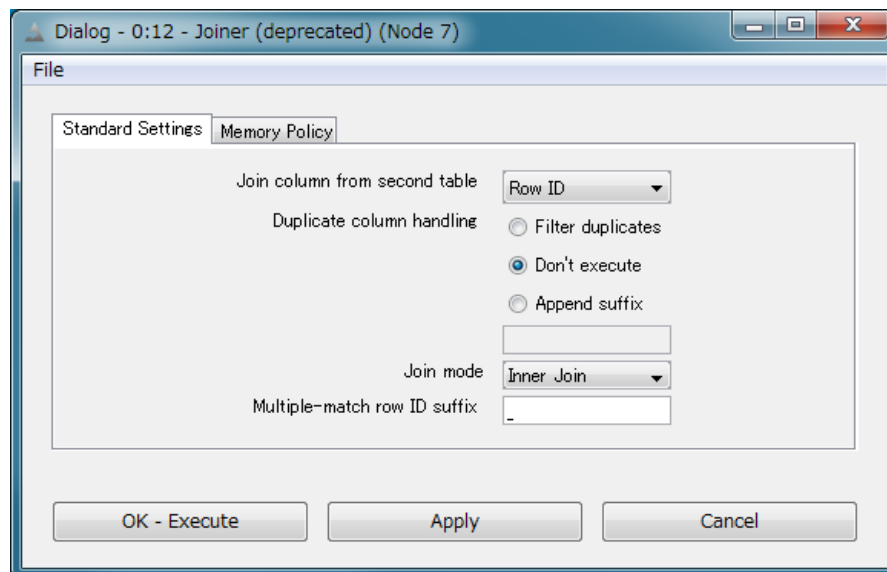 Dialog - 0:12 - Joiner (deprecated) (Node 7)
File
Standard Settings Memory Policy
Join column from second table Row ID
Duplicate column handling Filter duplicates
Don't execute
Append suffix
Join mode Inner Join
Multiple-match row ID suffix _
OK - Execute Apply Cancel